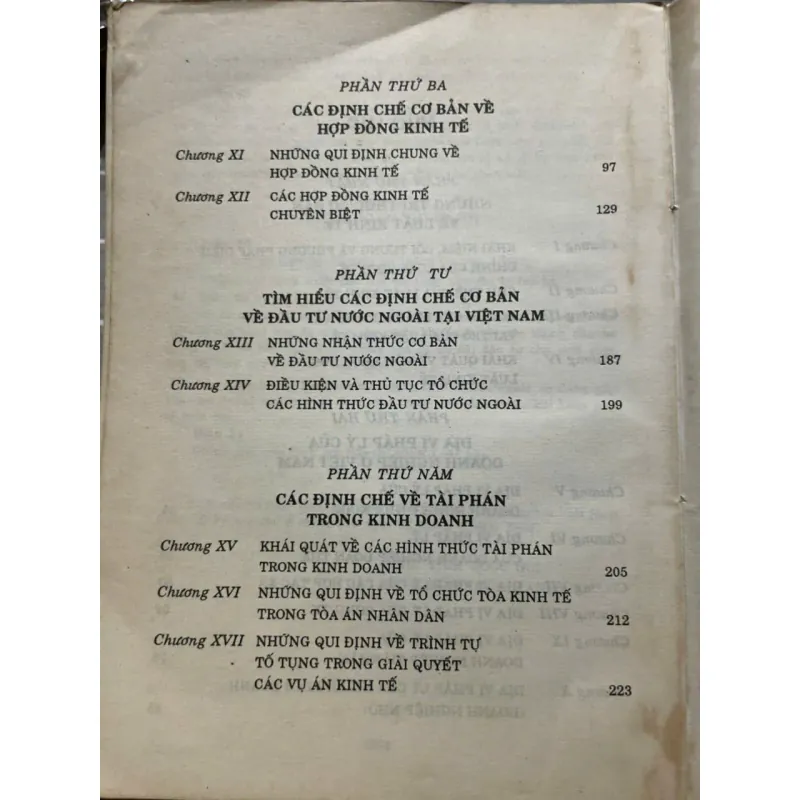 PHẦN THỨ BA
CÁC ĐỊNH CHẾ CƠ BẢN VỀ
HỢP ĐỒNG KINH TẾ
Chương XI NHỮNG QUI ĐỊNH CHUNG VỀ
HỢP ĐỒNG KINH TẾ 97
Chương XII CÁC HỢP ĐỒNG KINH TẾ
CHUYÊN BIỆT 129
PHẦN THỨ TƯ
TÌM HIỂU CÁC ĐỊNH CHẾ CƠ BẢN
VỀ ĐẦU TƯ NƯỚC NGOÀI TẠI VIỆT NAM
Chương XIII NHỮNG NHẬN THỨC CƠ BẢN
VỀ ĐẦU TƯ NƯỚC NGOÀI 187
Chương XIV ĐIỀU KIỆN VÀ THỦ TỤC TỔ CHỨC
CÁC HÌNH THỨC ĐẦU TƯ NƯỚC NGOÀI 199
PHẦN THỨ NĂM
CÁC ĐỊNH CHẾ VỀ TÀI PHÁN
TRONG KINH DOANH
Chương XV KHÁI QUÁT VỀ CÁC HÌNH THỨC TÀI PHÁN
TRONG KINH DOANH 205
Chương XVI NHỮNG QUI ĐỊNH VỀ TỔ CHỨC TÒA KINH TẾ
TRONG TÒA ÁN NHÂN DÂN 212
Chương XVII NHỮNG QUI ĐỊNH VỀ TRÌNH TỰ
TỐ TỤNG TRONG GIẢI QUYẾT
CÁC VỤ ÁN KINH TẾ 223